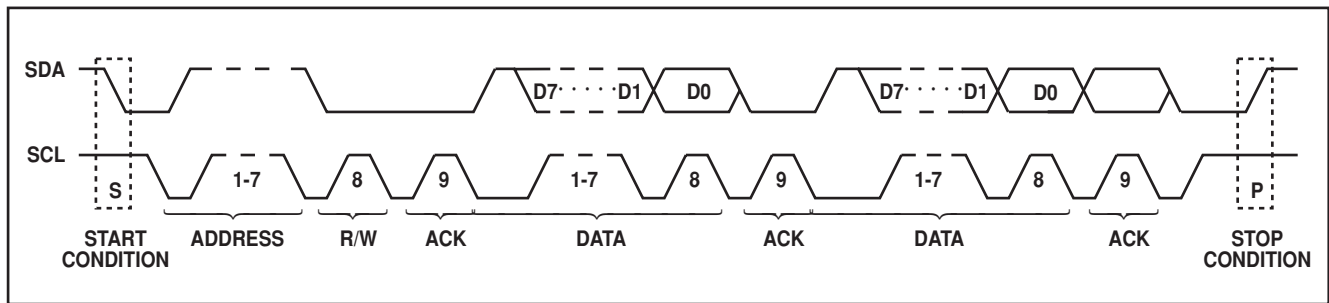 SDA
D7 · · · · · D1 D0 D7 · · · · · D1 D0
SCL
S 1-7 8 9 1-7 8 9 1-7 8 9 P
START CONDITION
ADDRESS
R/W
ACK
DATA
ACK
DATA
ACK
STOP CONDITION